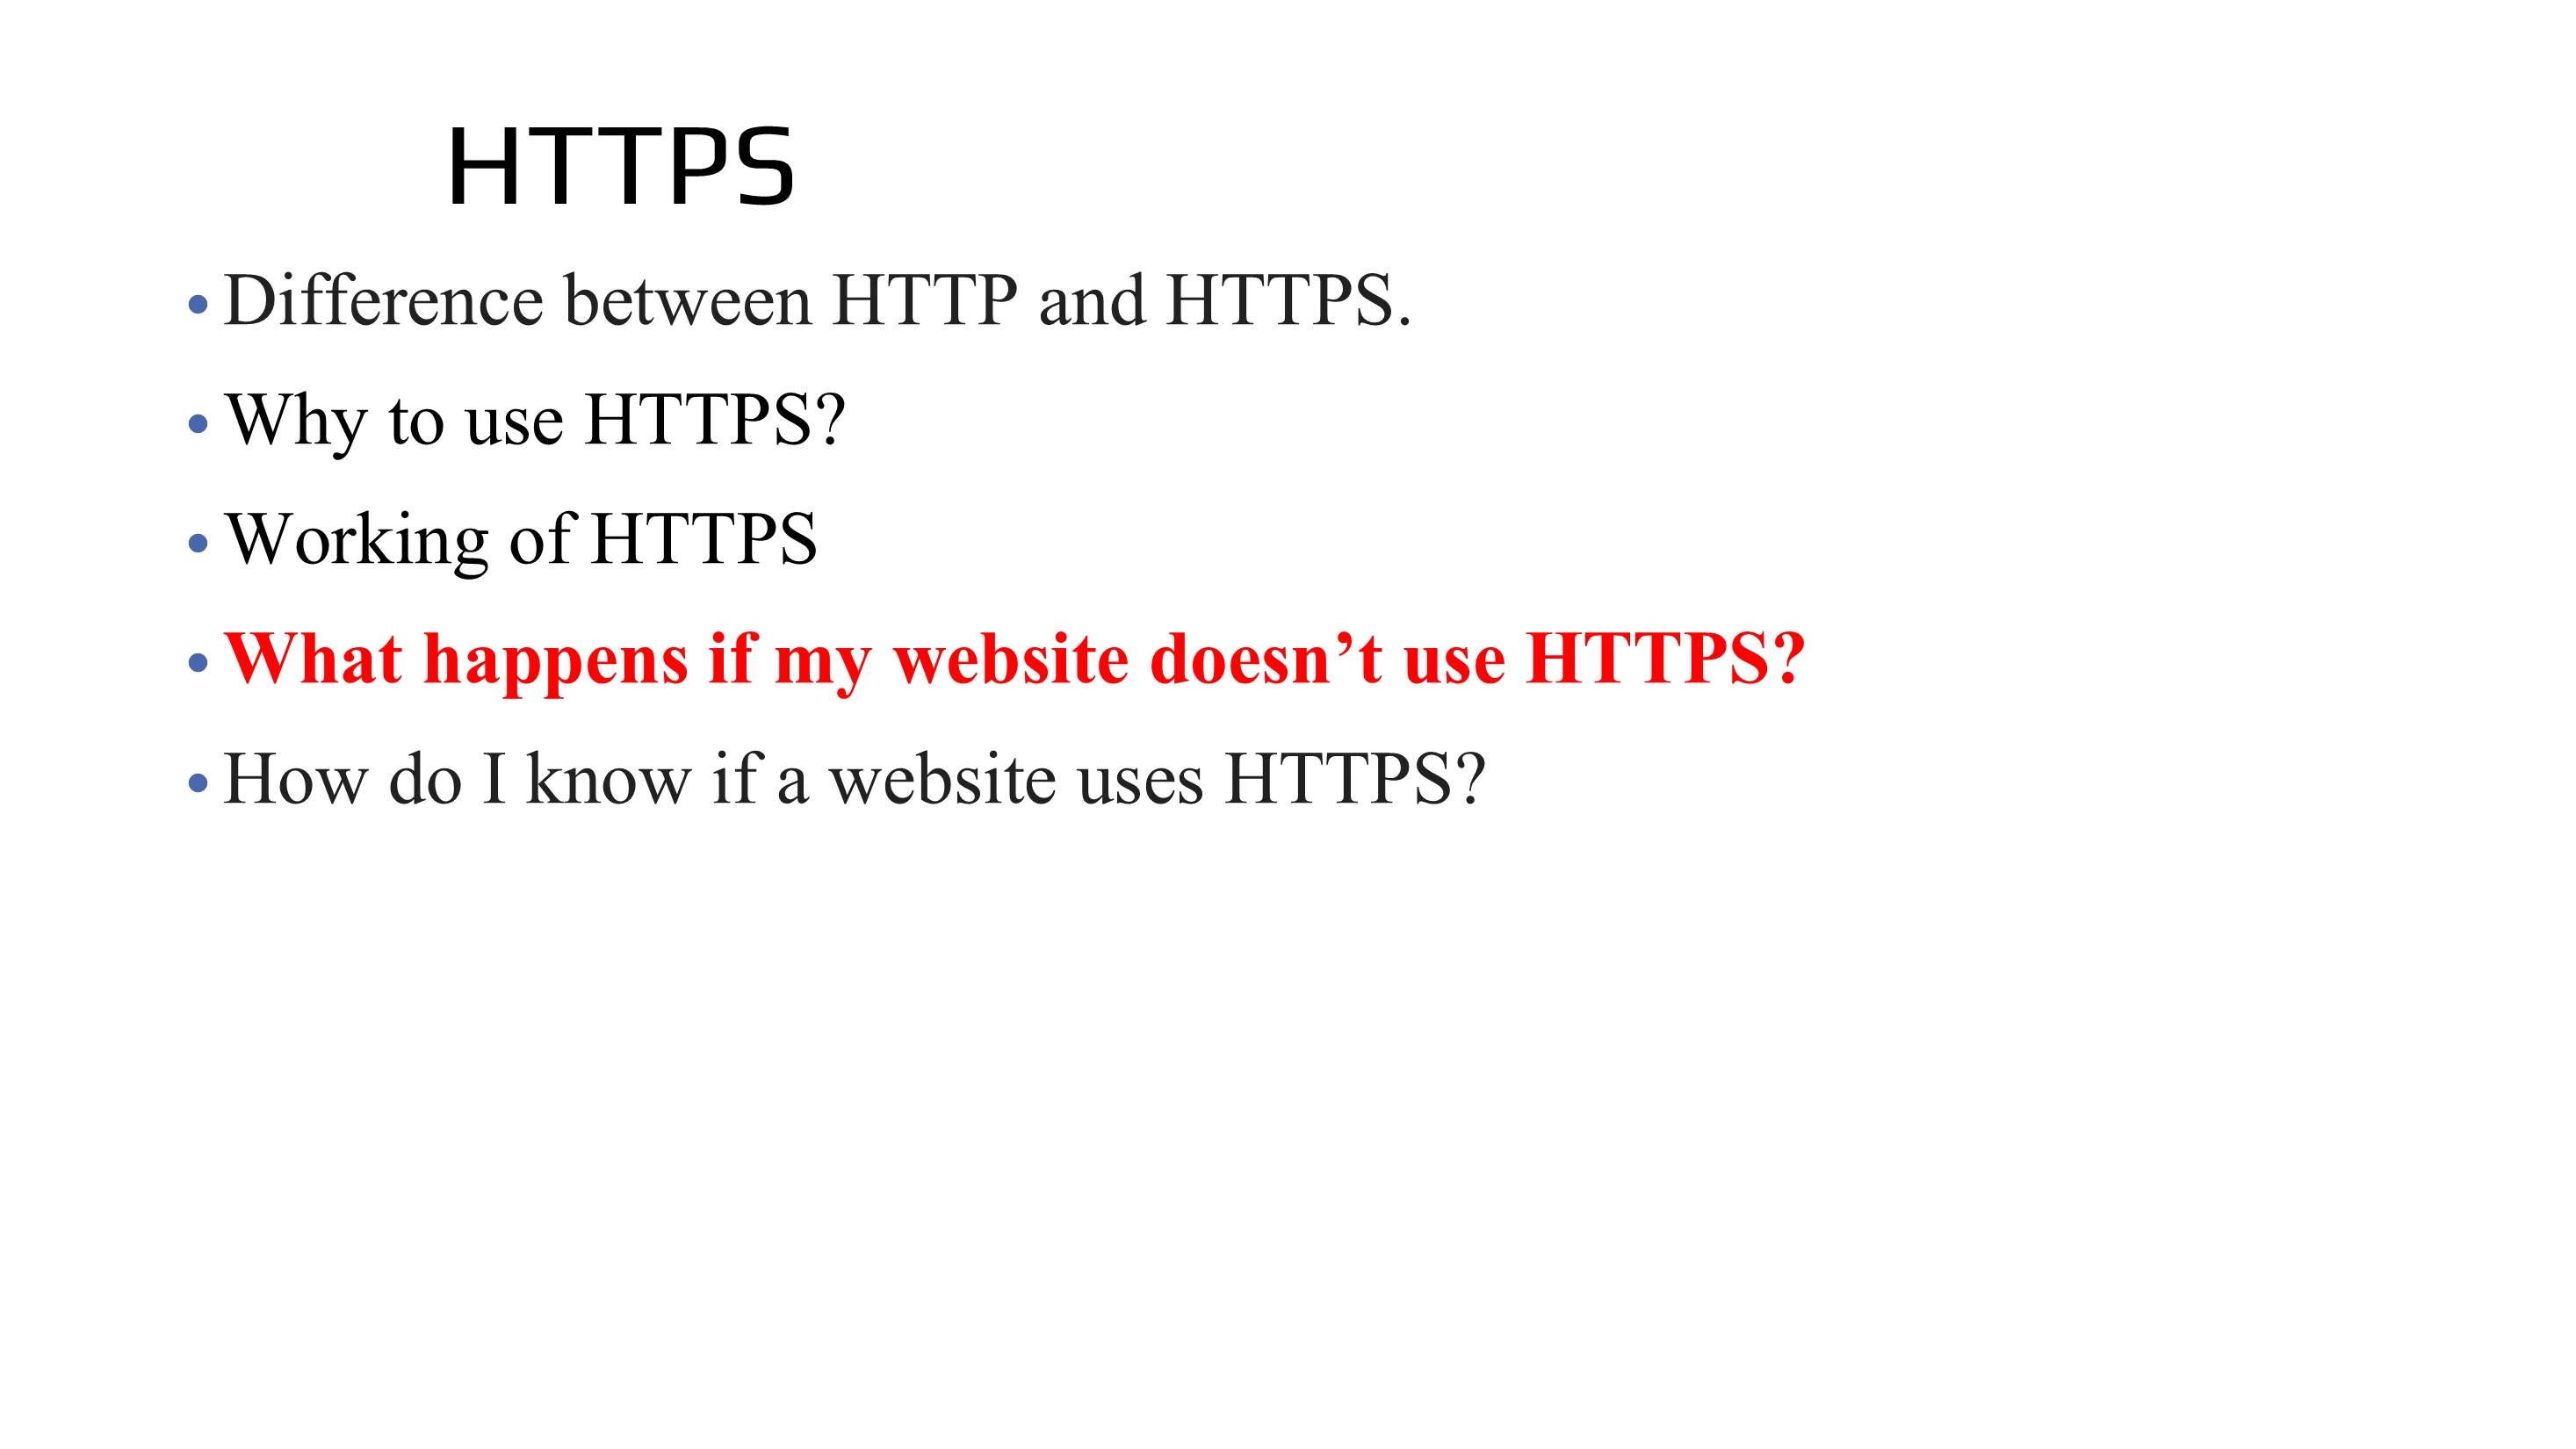 HTTPS
• Difference between HTTP and HTTPS.
• Why to use HTTPS?
• Working of HTTPS
• What happens if my website doesn’t use HTTPS?
• How do I know if a website uses HTTPS?